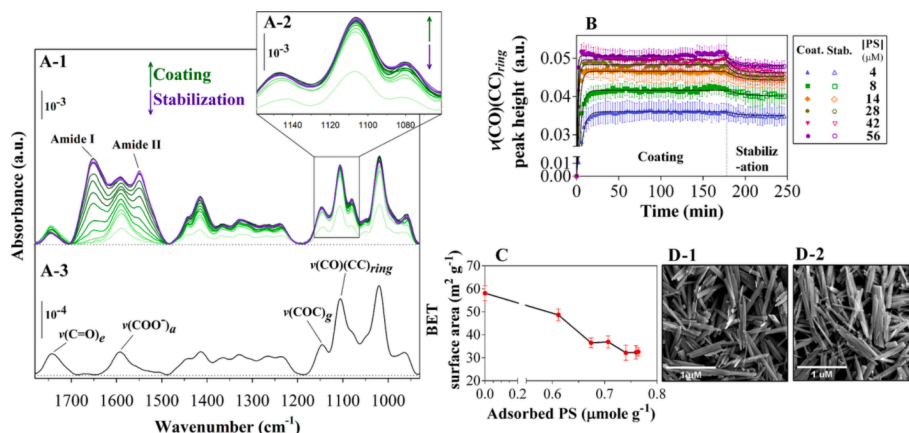 A-1
Coating
Stabilization
10⁻³
Amide I
Amide II
Absorbance (a.u.)
A-2
10⁻³
1140 1120 1100 1080
A-3
10⁻⁴
ν(C=O)e
ν(COO⁻)a
ν(COC)g
ν(CO)(CC)ring
1700 1600 1500 1400 1300 1200 1100 1000
Wavenumber (cm⁻¹)
B
ν(CO)(CC)ring
peak height (a.u.)
0.05
0.04
0.03
0.01
0.00
Coating
Stabiliz
-ation
0 50 100 150 200 250
Time (min)
Coat. Stab. [PS]
(μM)
4
8
14
28
42
56
C
BET
surface area (m² g⁻¹)
70
60
50
40
30
20
0.0 0.2 0.6 0.7 0.8
Adsorbed PS (μmole g⁻¹)
D-1
D-2
1 uM